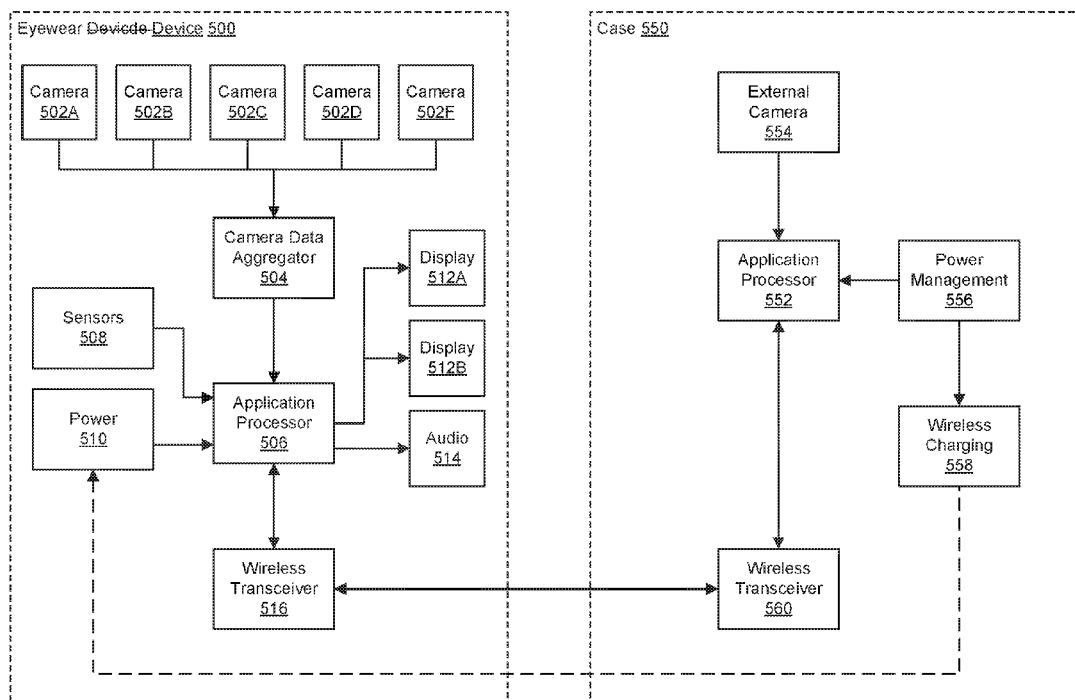 Eyewear Devicde Device 500
Case 550
Camera
502A
Camera
502B
Camera
502C
Camera
502D
Camera
502E
External
Camera
554
Camera Data
Aggregator
504
Display
512A
Application
Processor
552
Power
Management
556
Sensors
508
Display
512B
Power
510
Application
Processor
506
Audio
514
Wireless
Charging
558
Wireless
Transceiver
516
Wireless
Transceiver
560